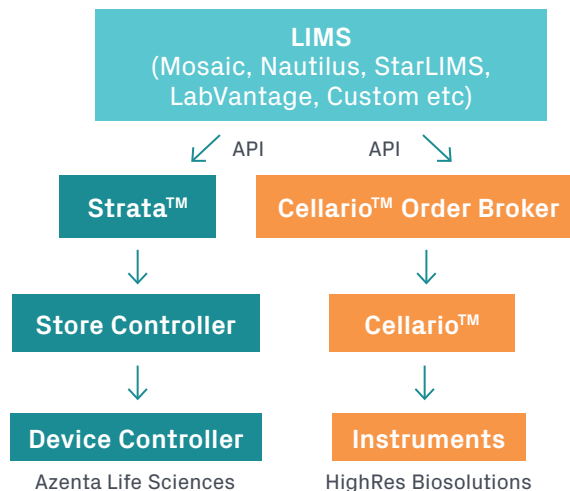 LIMS
(Mosaic, Nautilus, StarLIMS,
LabVantage, Custom etc)
API API
Strata™ Cellario™ Order Broker
Store Controller Cellario™
Device Controller Instruments
Azenta Life Sciences HighRes Biosolutions